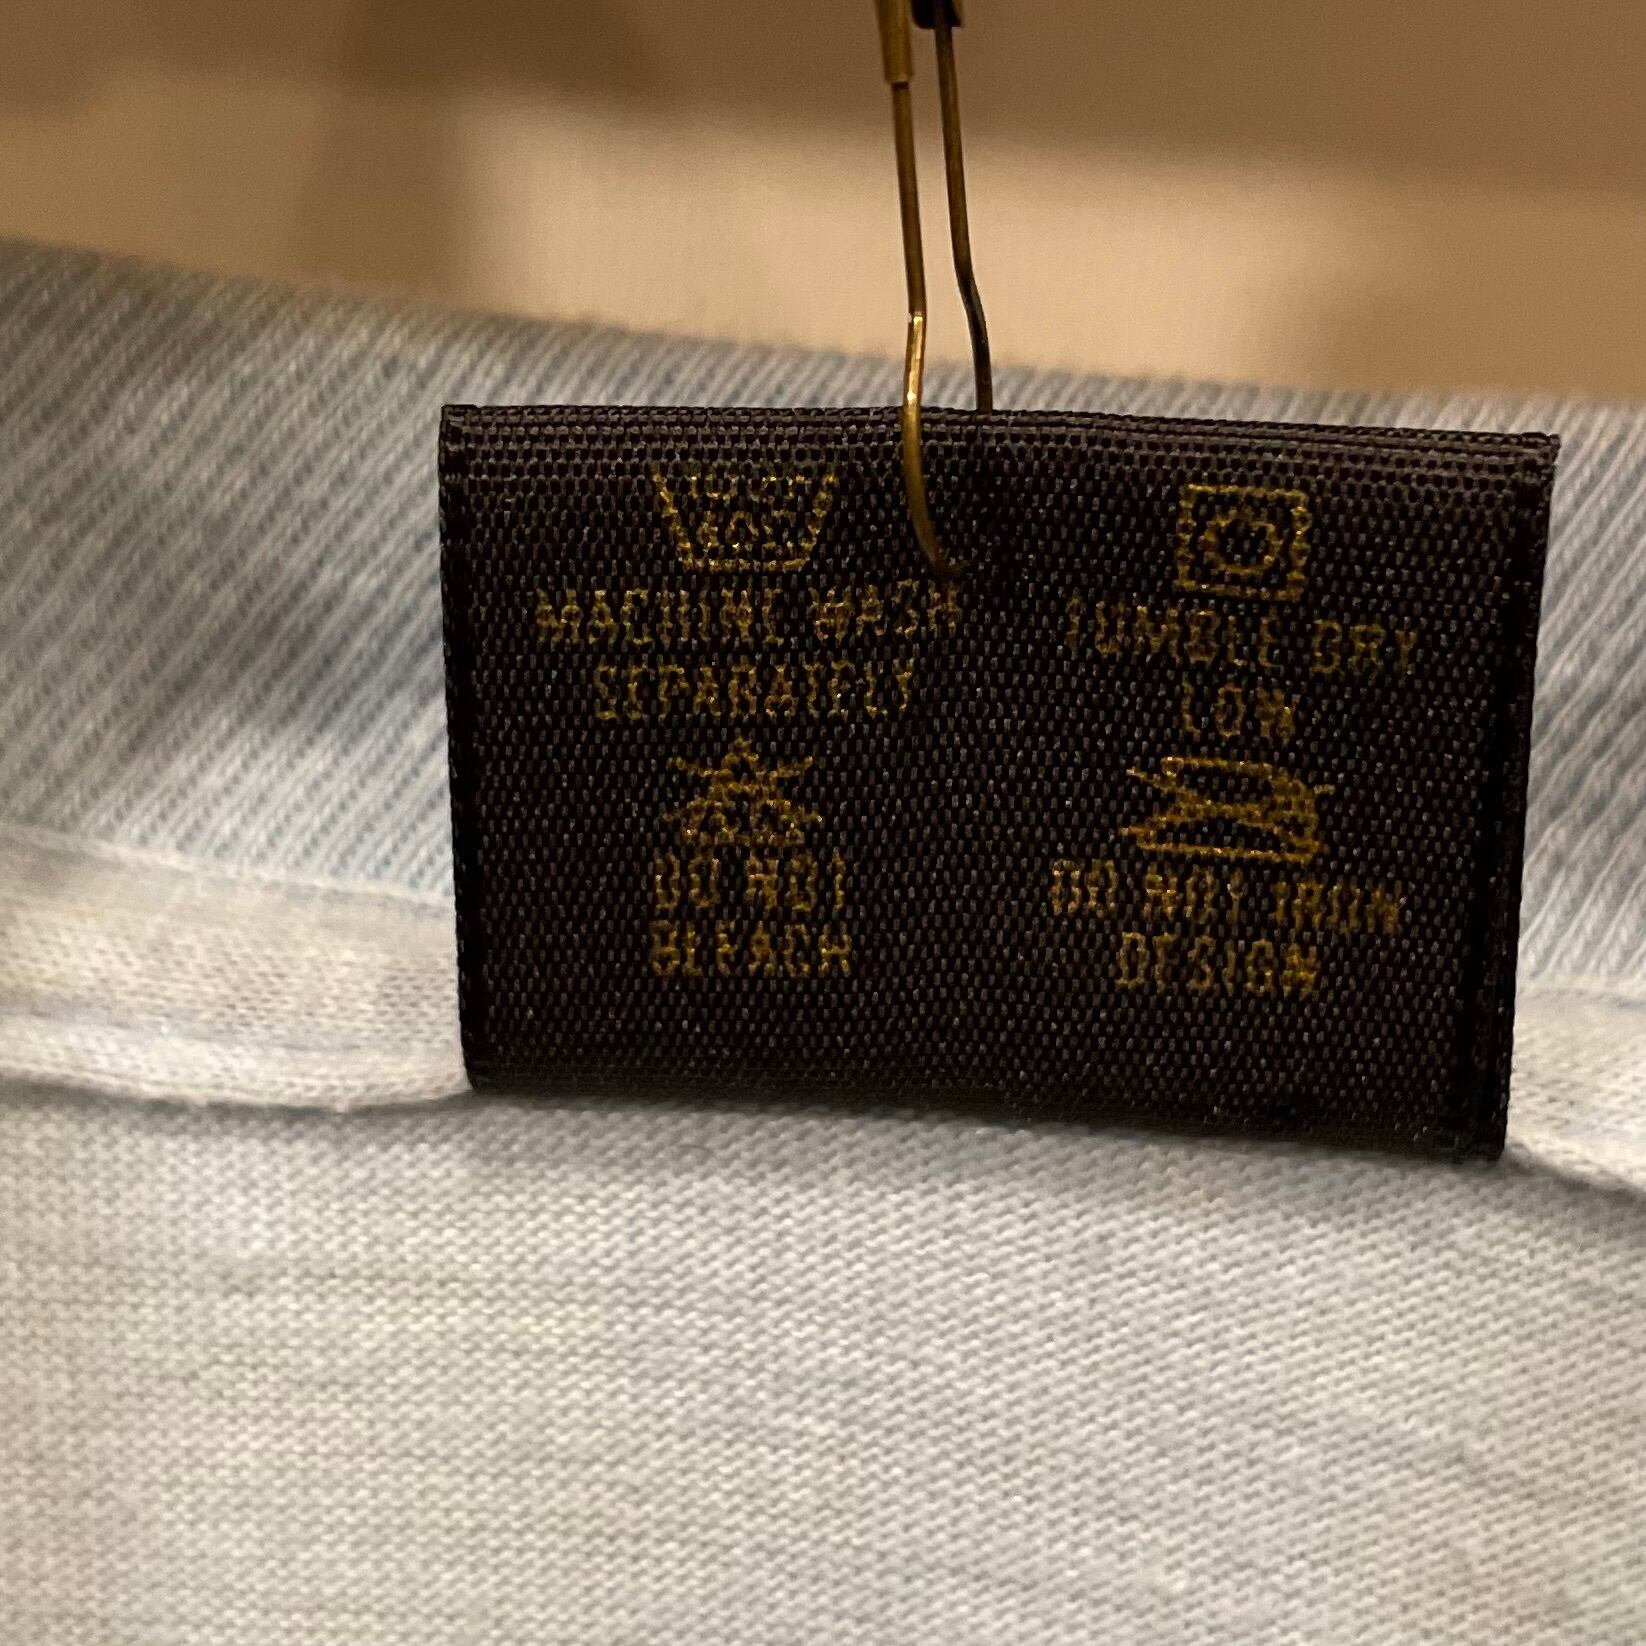 MACHINE WASH
SEPARATELY
DO NOT
BLEACH
TUMBLE DRY
LOW
DO NOT IRON
DESIGN